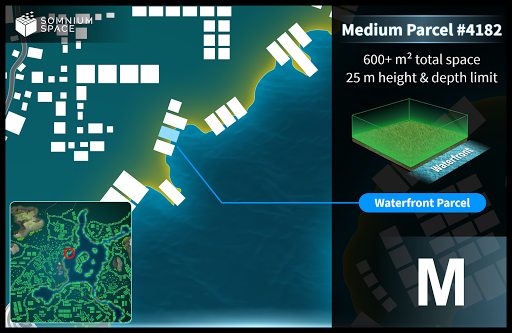 SOMNIUM
SPACE
Medium Parcel #4182
600+ m² total space
25 m height & depth limit
Waterfront
Waterfront Parcel
M